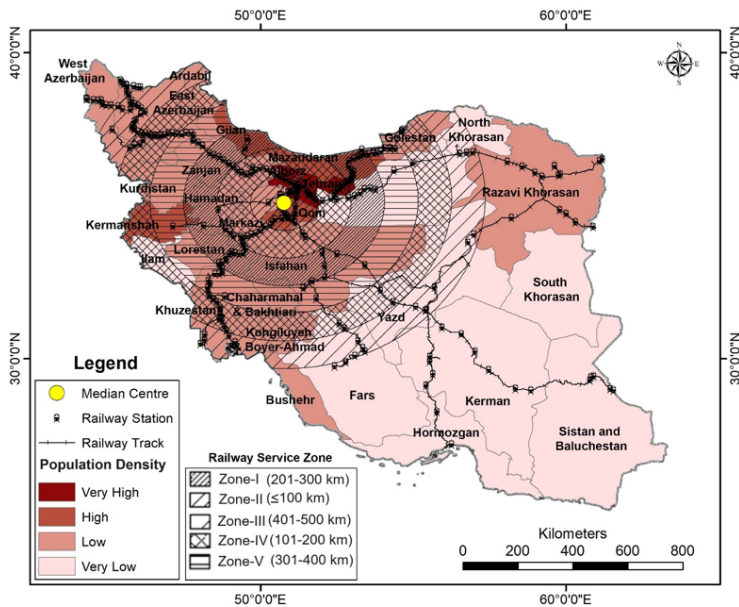 50°0'0"E
60°0'0"E
40°0'0"N
40°0'0"N
N
W
E
S
West
Azerbaijan
Ardabil
East
Azerbaijan
Gilan
Golestan
North
Khorasan
Mazandaran
Alborz
Tehran
Zanjan
Razavi Khorasan
Kurdistan
Hamadan
Qom
Markazi
Kermanshah
Lorestan
Ilam
Isfahan
South
Khorasan
Chaharmahal
& Bakhtiari
Khuzestan
Yazd
Kohgiluyeh
Boyer-Ahmad
30°0'0"N
30°0'0"N
Bushehr
Fars
Kerman
Hormozgan
Sistan and
Baluchestan
Legend
Median Centre
Railway Station
Railway Track
Population Density
Very High
High
Low
Very Low
Railway Service Zone
Zone-I (201-300 km)
Zone-II (≤100 km)
Zone-III (401-500 km)
Zone-IV (101-200 km)
Zone-V (301-400 km)
Kilometers
0 200 400 600 800
50°0'0"E
60°0'0"E